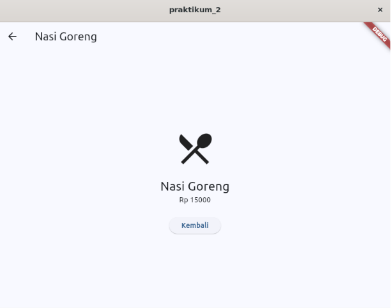 praktikum_2
Nasi Goreng
DEBUG
Nasi Goreng
Rp 15000
Kembali